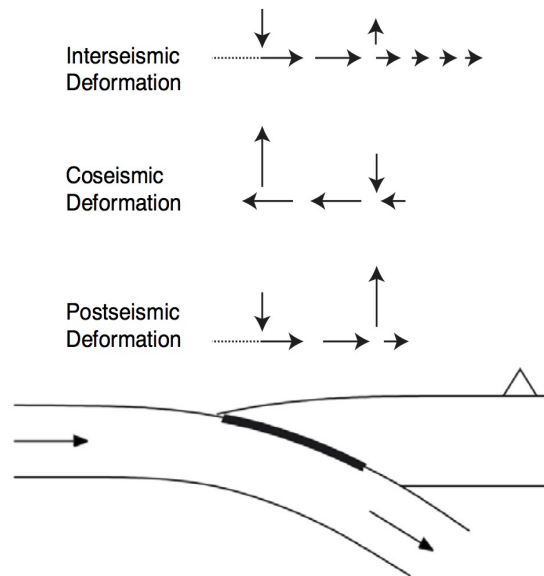 Interseismic
Deformation
Coseismic
Deformation
Postseismic
Deformation